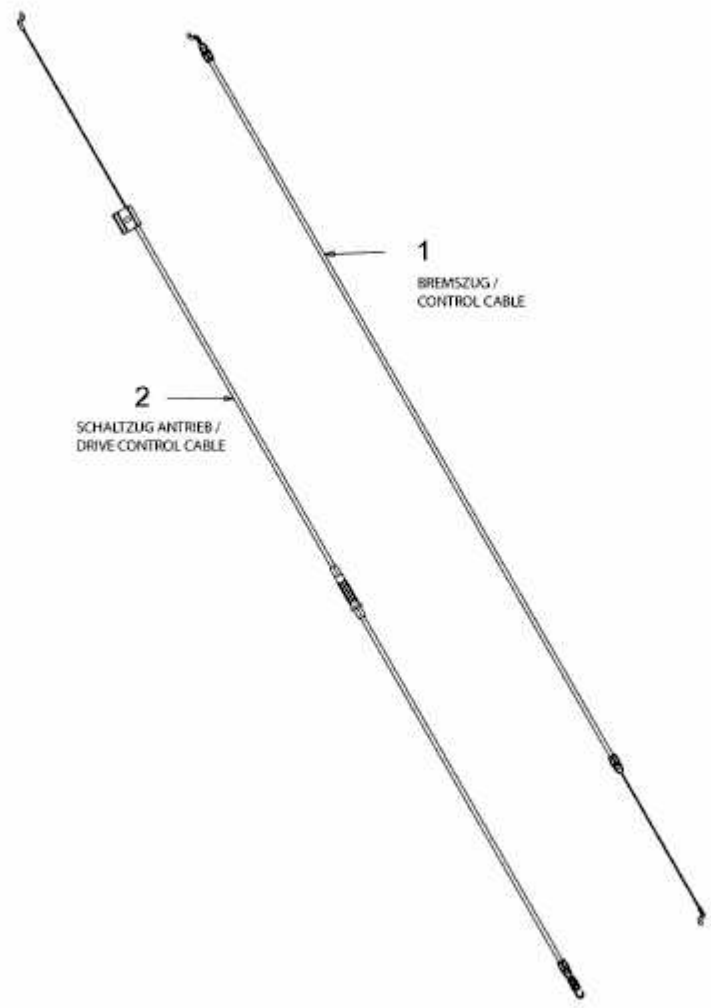 1
BREMSZUG /
CONTROL CABLE
2
SCHALTZUG ANTRIEB /
DRIVE CONTROL CABLE